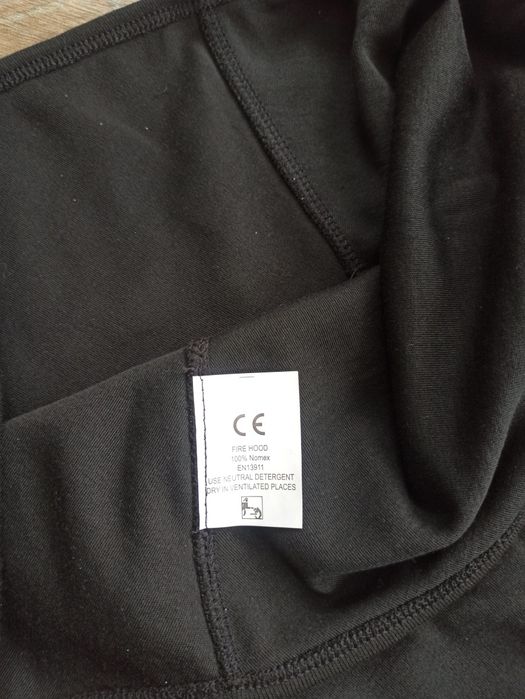 CE
FIRE HOOD
100% Nomex
EN13911
USE NEUTRAL DETERGENT
DRY IN VENTILATED PLACES